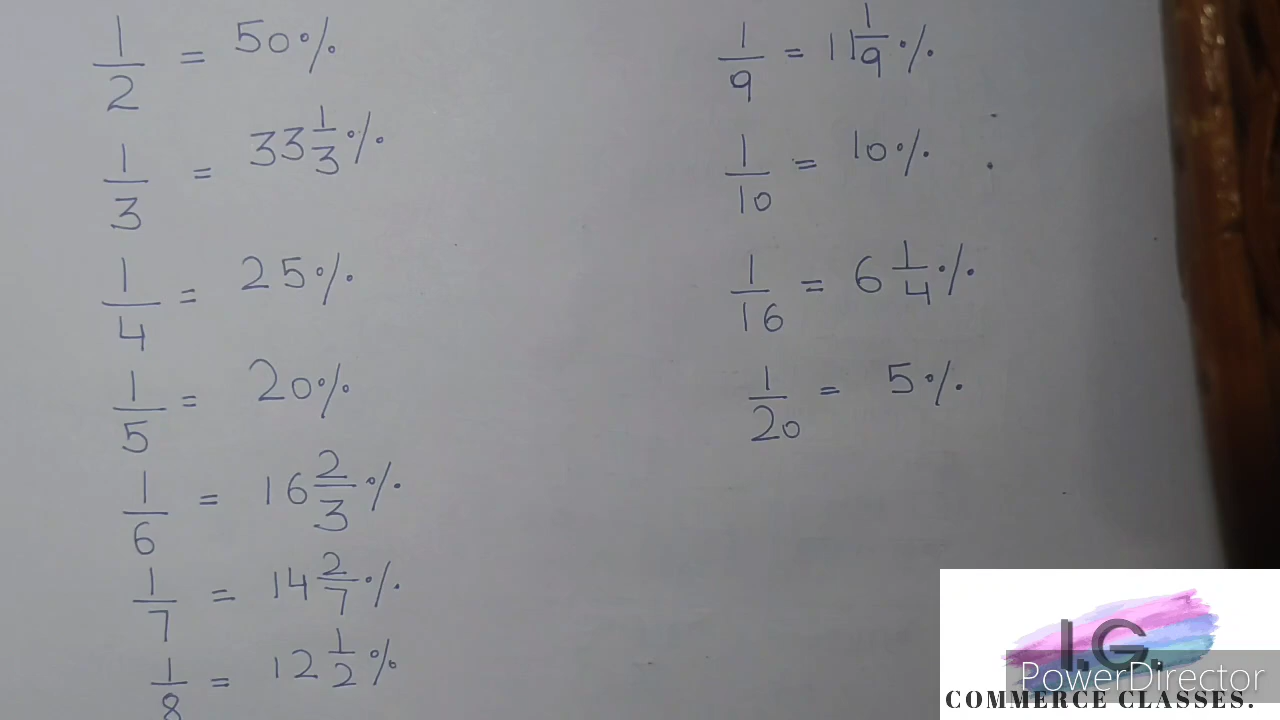 1/2 = 50%
1/3 = 33 1/3 %
1/4 = 25%
1/5 = 20%
1/6 = 16 2/3 %
1/7 = 14 2/7 %
1/8 = 12 1/2 %
1/9 = 11 1/9 %
1/10 = 10%
1/16 = 6 1/4 %
1/20 = 5%
I.G.
PowerDirector
COMMERCE CLASSES.